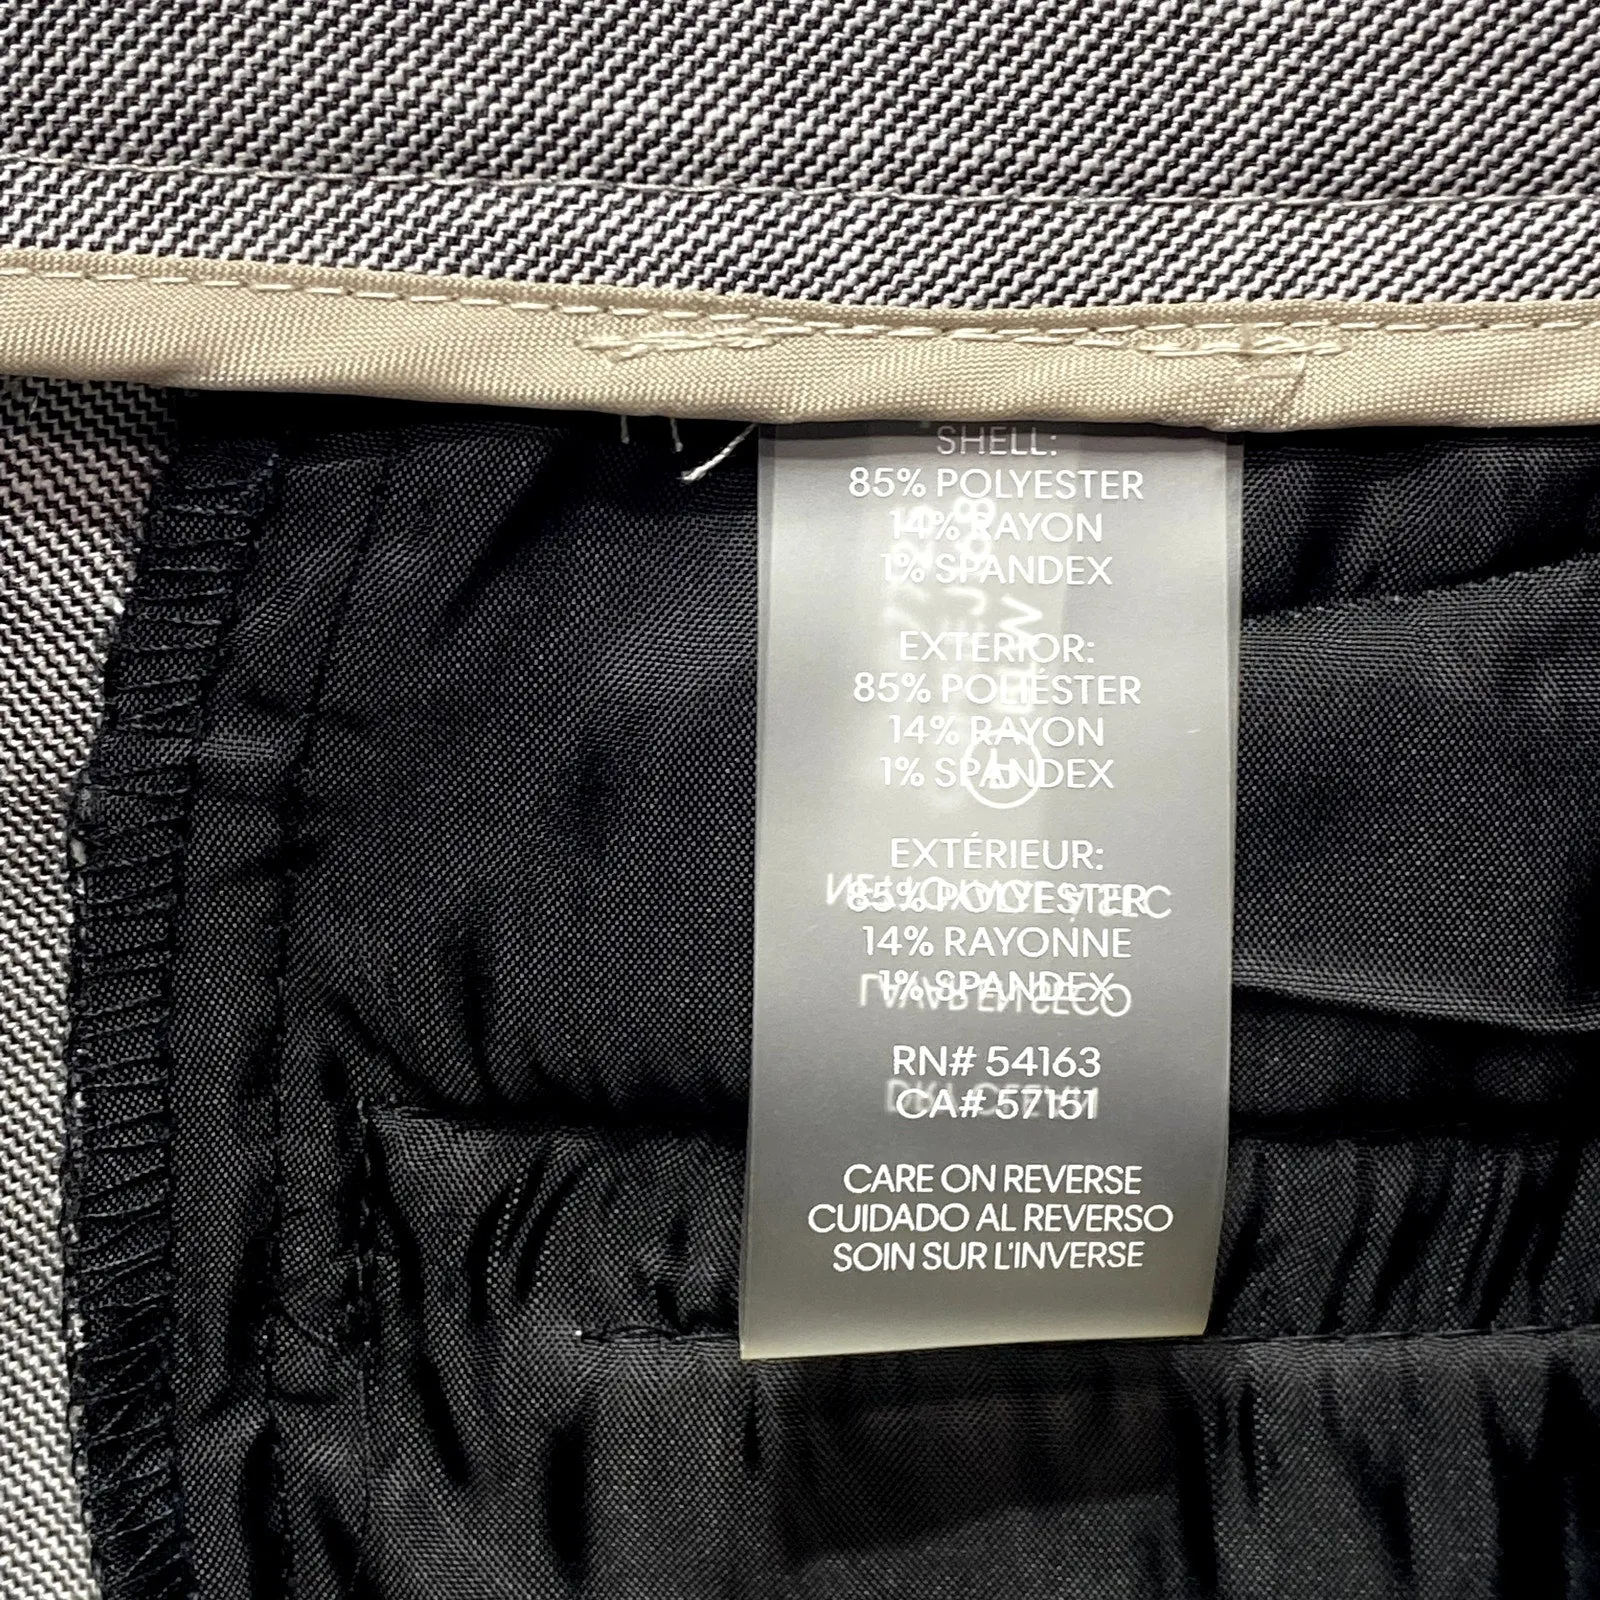 SHELL:
85% POLYESTER
14% RAYON
1% SPANDEX
EXTERIOR:
85% POLIÉSTER
14% RAYON
1% SPANDEX
EXTÉRIEUR:
85% POLYESTER
14% RAYONNE
1% SPANDEX
RN# 54163
CA# 57151
CARE ON REVERSE
CUIDADO AL REVERSO
SOIN SUR L'INVERSE